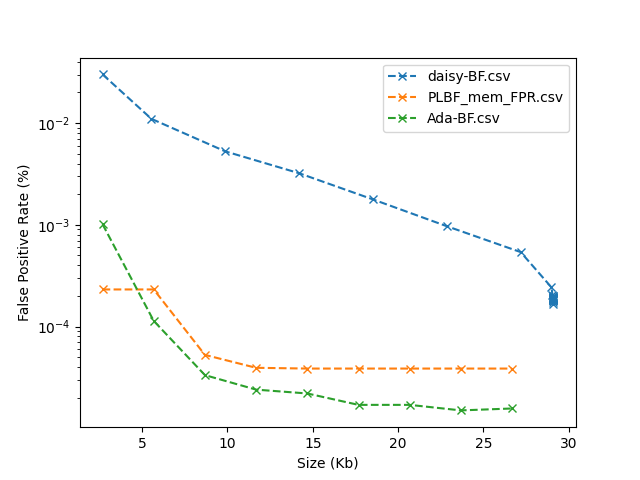 daisy-BF.csv
PLBF_mem_FPR.csv
Ada-BF.csv
False Positive Rate (%)
10⁻²
10⁻³
10⁻⁴
5 10 15 20 25 30
Size (Kb)